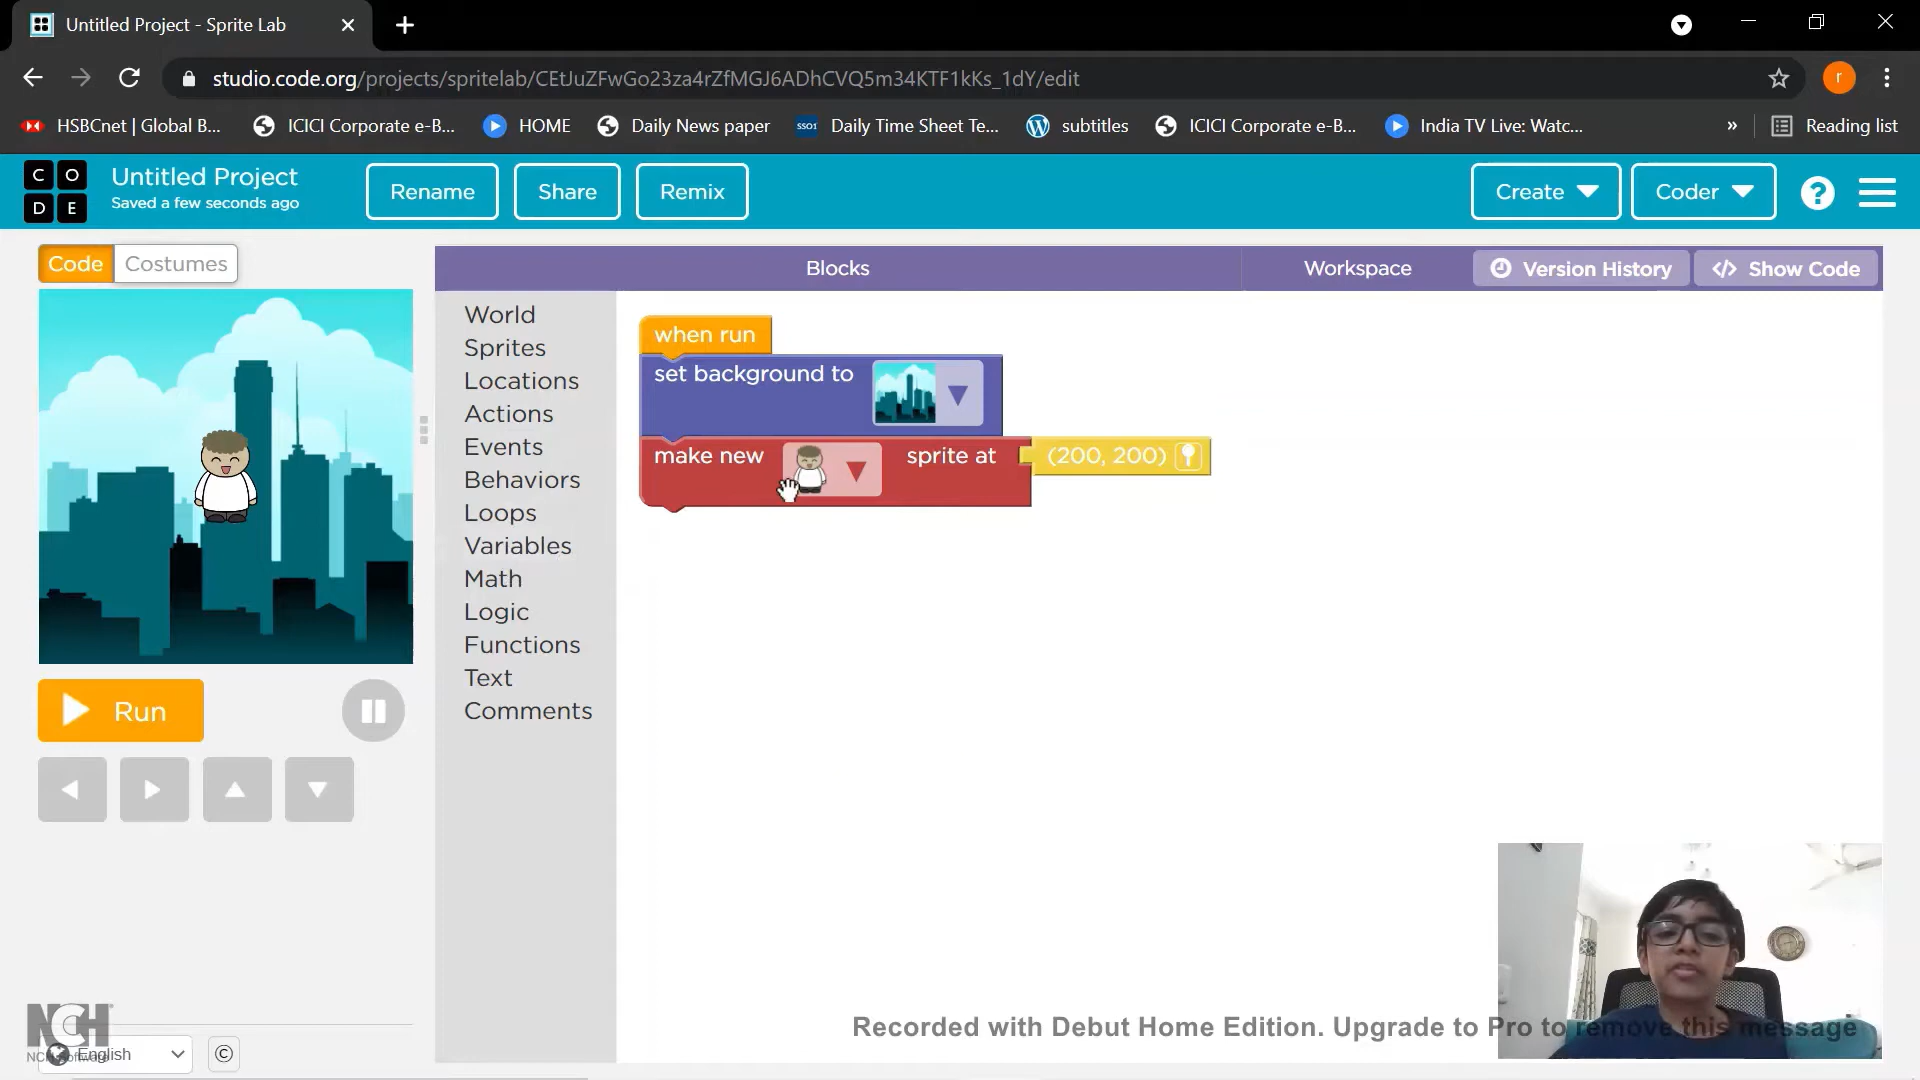 Untitled Project - Sprite Lab
studio.code.org/projects/spritelab/CEtJuZFwGo23za4rZfMGJ6ADhCVQ5m34KTF1kKs_1dY/edit
r
HSBCnet | Global B...
ICICI Corporate e-B...
HOME
Daily News paper
SSO1
Daily Time Sheet Te...
subtitles
ICICI Corporate e-B...
India TV Live: Watc...
»
Reading list
C O
D E
Untitled Project
Saved a few seconds ago
Rename
Share
Remix
Create
Coder
?
Code
Costumes
Blocks
Workspace
Version History
</> Show Code
World
Sprites
Locations
Actions
Events
Behaviors
Loops
Variables
Math
Logic
Functions
Text
Comments
when run
set background to
make new
sprite at
(200, 200)
Run
NCH
English
©
Recorded with Debut Home Edition. Upgrade to Pro to remove this message